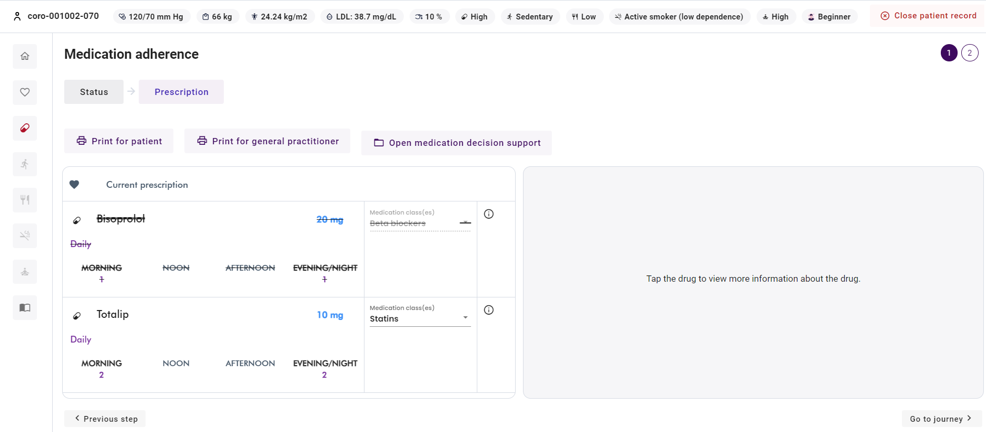 coro-001002-070 120/70 mm Hg 66 kg 24.24 kg/m2 LDL: 38.7 mg/dL 10 % High Sedentary Low Active smoker (low dependence) High Beginner Close patient record
Medication adherence 1 2
Status Prescription
Print for patient Print for general practitioner Open medication decision support
Current prescription
Bisoprolol 20 mg
Medication class(es)
Beta blockers
Daily
MORNING NOON AFTERNOON EVENING/NIGHT
1 1
Totalip 10 mg
Medication class(es)
Statins
Daily
MORNING NOON AFTERNOON EVENING/NIGHT
2 2
Tap the drug to view more information about the drug.
Previous step Go to journey